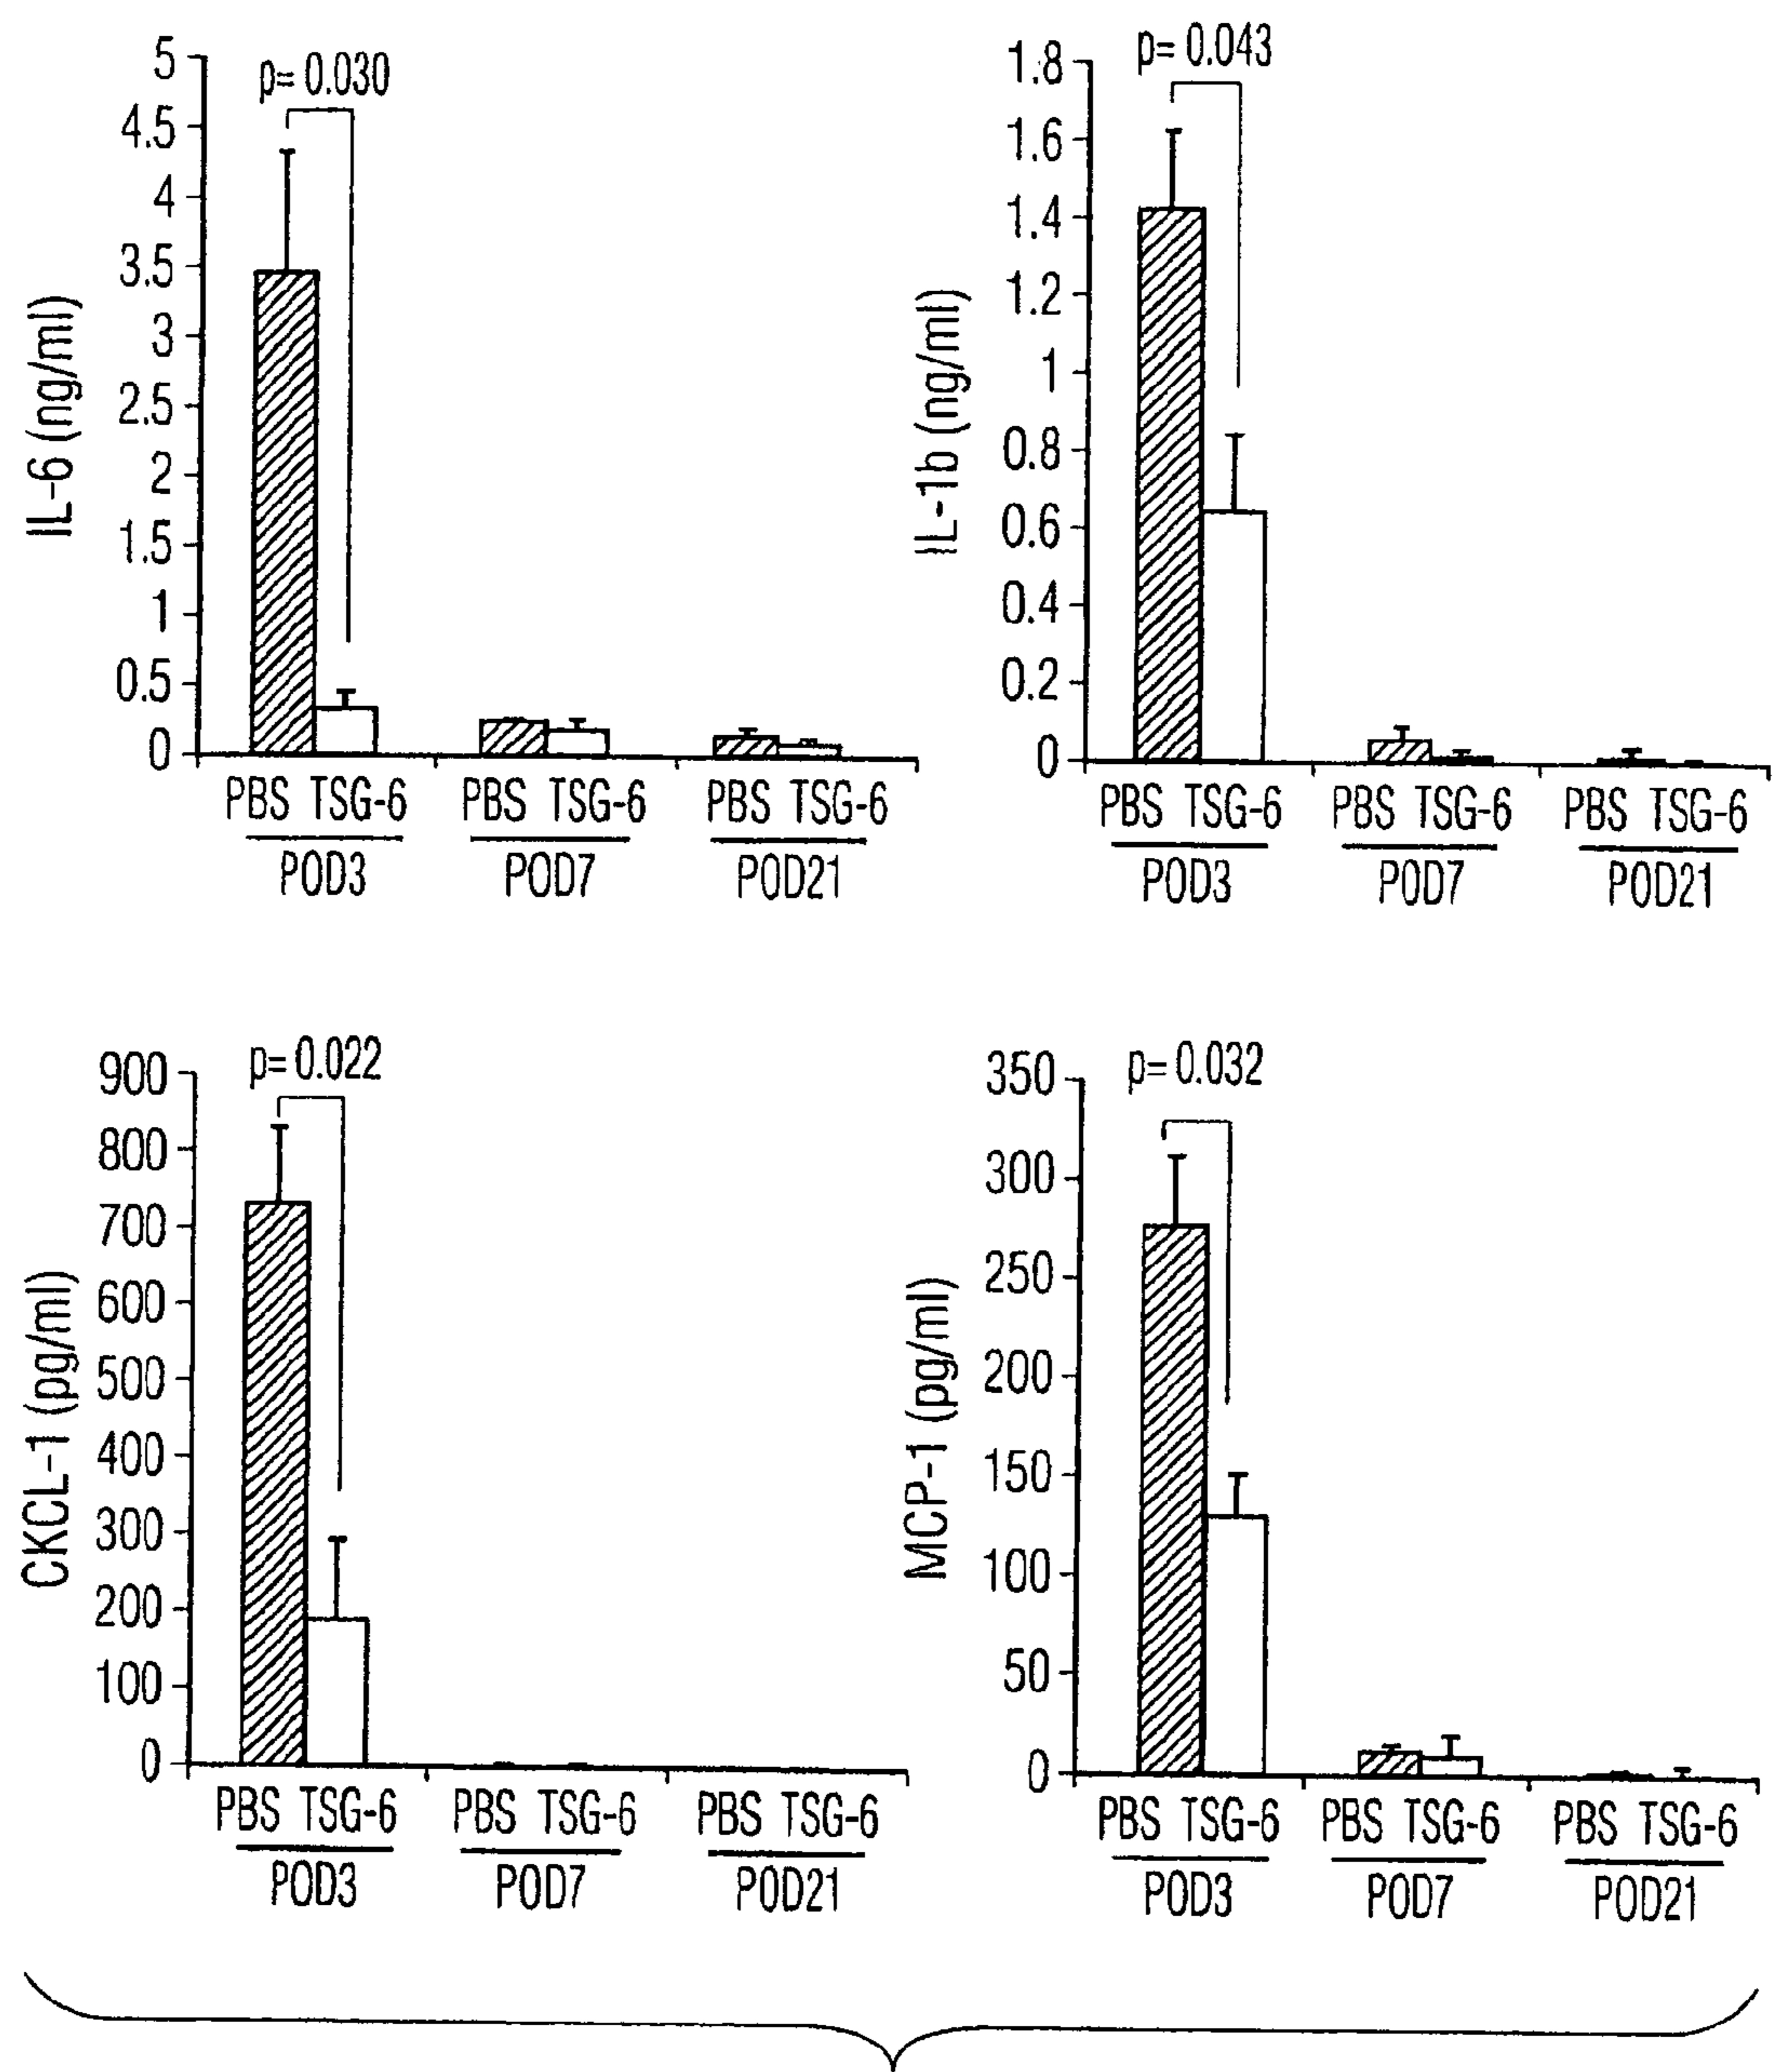 p= 0.030
IL-6 (ng/ml)
5
4.5
4
3.5
3
2.5
2
1.5
1
0.5
0
PBS TSG-6 PBS TSG-6 PBS TSG-6
POD3 POD7 POD21
p= 0.043
IL-1b (ng/ml)
1.8
1.6
1.4
1.2
1
0.8
0.6
0.4
0.2
0
PBS TSG-6 PBS TSG-6 PBS TSG-6
POD3 POD7 POD21
p= 0.022
CKCL-1 (pg/ml)
900
800
700
600
500
400
300
200
100
0
PBS TSG-6 PBS TSG-6 PBS TSG-6
POD3 POD7 POD21
p= 0.032
MCP-1 (pg/ml)
350
300
250
200
150
100
50
0
PBS TSG-6 PBS TSG-6 PBS TSG-6
POD3 POD7 POD21